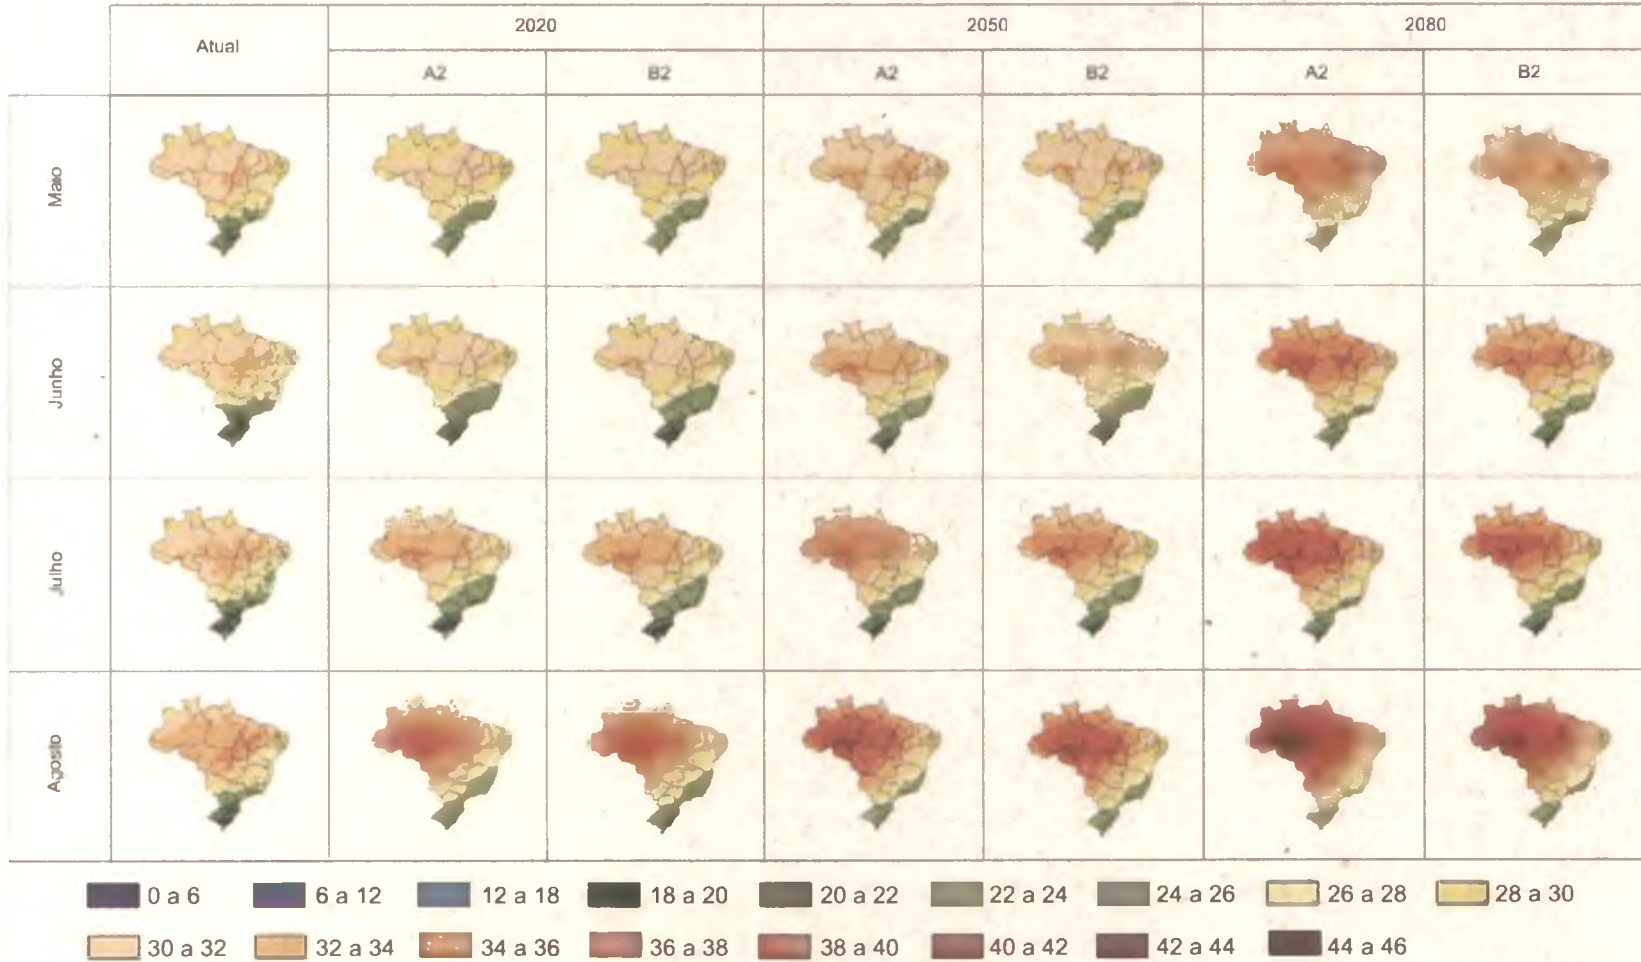 Atual 2020 2050 2080
A2 B2 A2 B2 A2 B2
Maio
Junho
Julho
Agosto
0 a 6 6 a 12 12 a 18 18 a 20 20 a 22 22 a 24 24 a 26 26 a 28 28 a 30
30 a 32 32 a 34 34 a 36 36 a 38 38 a 40 40 a 42 42 a 44 44 a 46